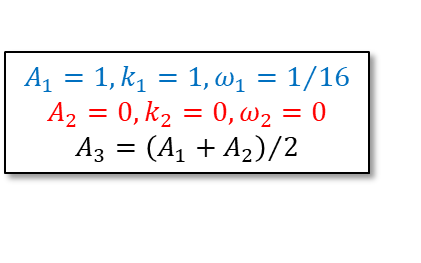 A₁ = 1, k₁ = 1, ω₁ = 1/16
A₂ = 0, k₂ = 0, ω₂ = 0
A₃ = (A₁ + A₂)/2